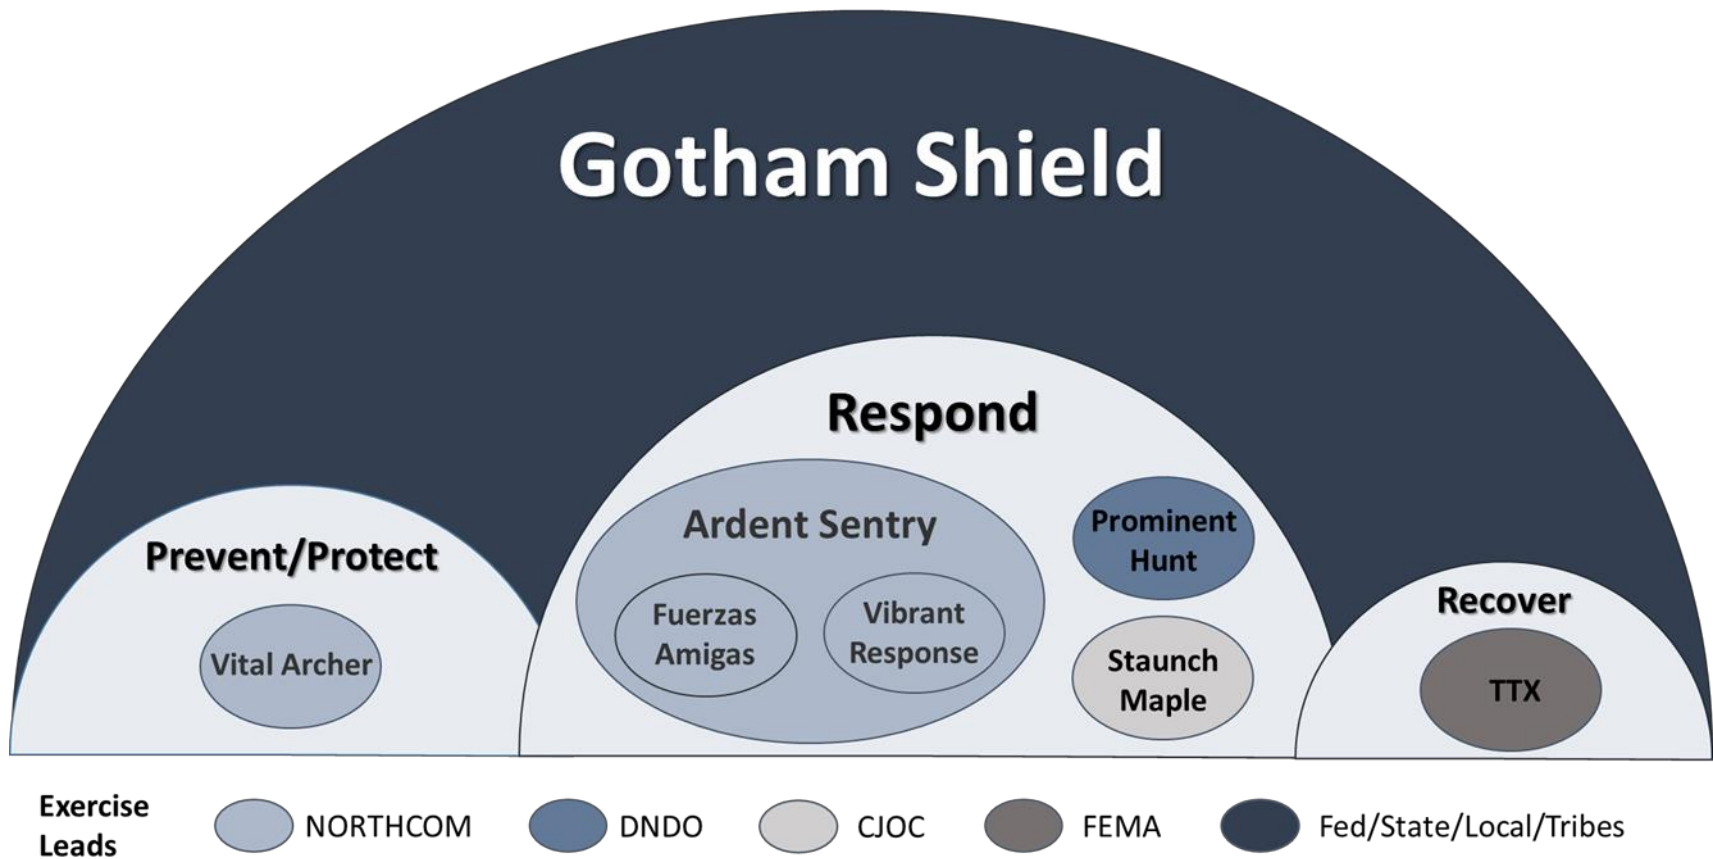 Gotham Shield
Respond
Ardent Sentry
Fuerzas
Amigas
Vibrant
Response
Prominent
Hunt
Staunch
Maple
Prevent/Protect
Vital Archer
Recover
TTX
Exercise
Leads
NORTHCOM
DNDO
CJOC
FEMA
Fed/State/Local/Tribes